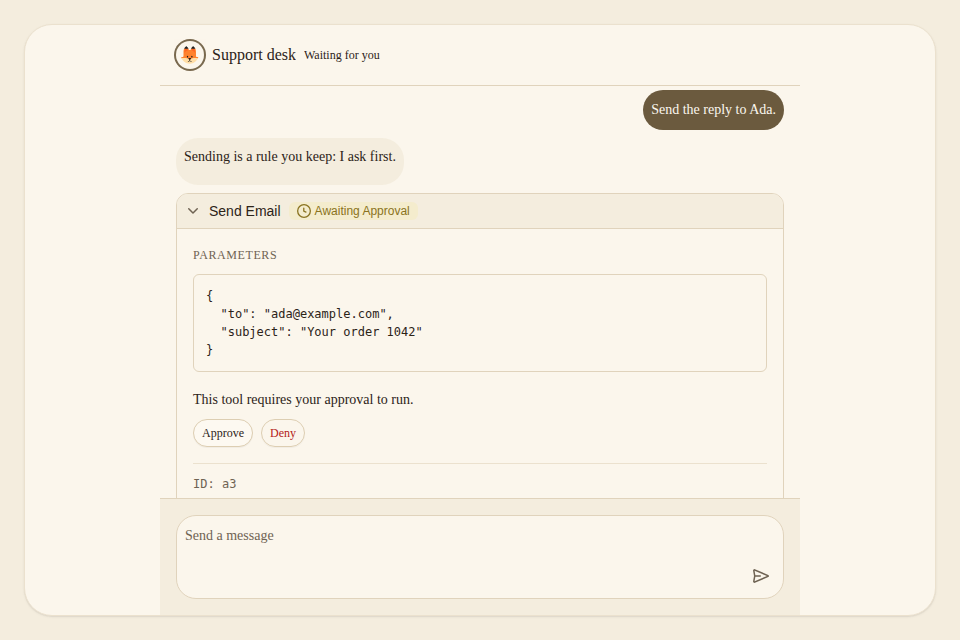 Support desk Waiting for you
Send the reply to Ada.
Sending is a rule you keep: I ask first.
Send Email Awaiting Approval
PARAMETERS
{
  "to": "ada@example.com",
  "subject": "Your order 1042"
}
This tool requires your approval to run.
Approve Deny
ID: a3
Send a message